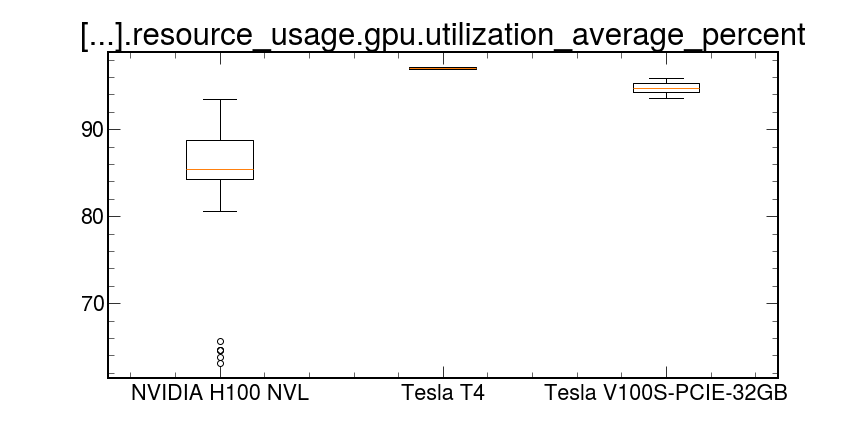 [...].resource_usage.gpu.utilization_average_percent
90
80
70
NVIDIA H100 NVL Tesla T4 Tesla V100S-PCIE-32GB